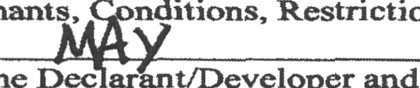 nants, Conditions, Restrictio
MAY
ne Declarant/Developer and